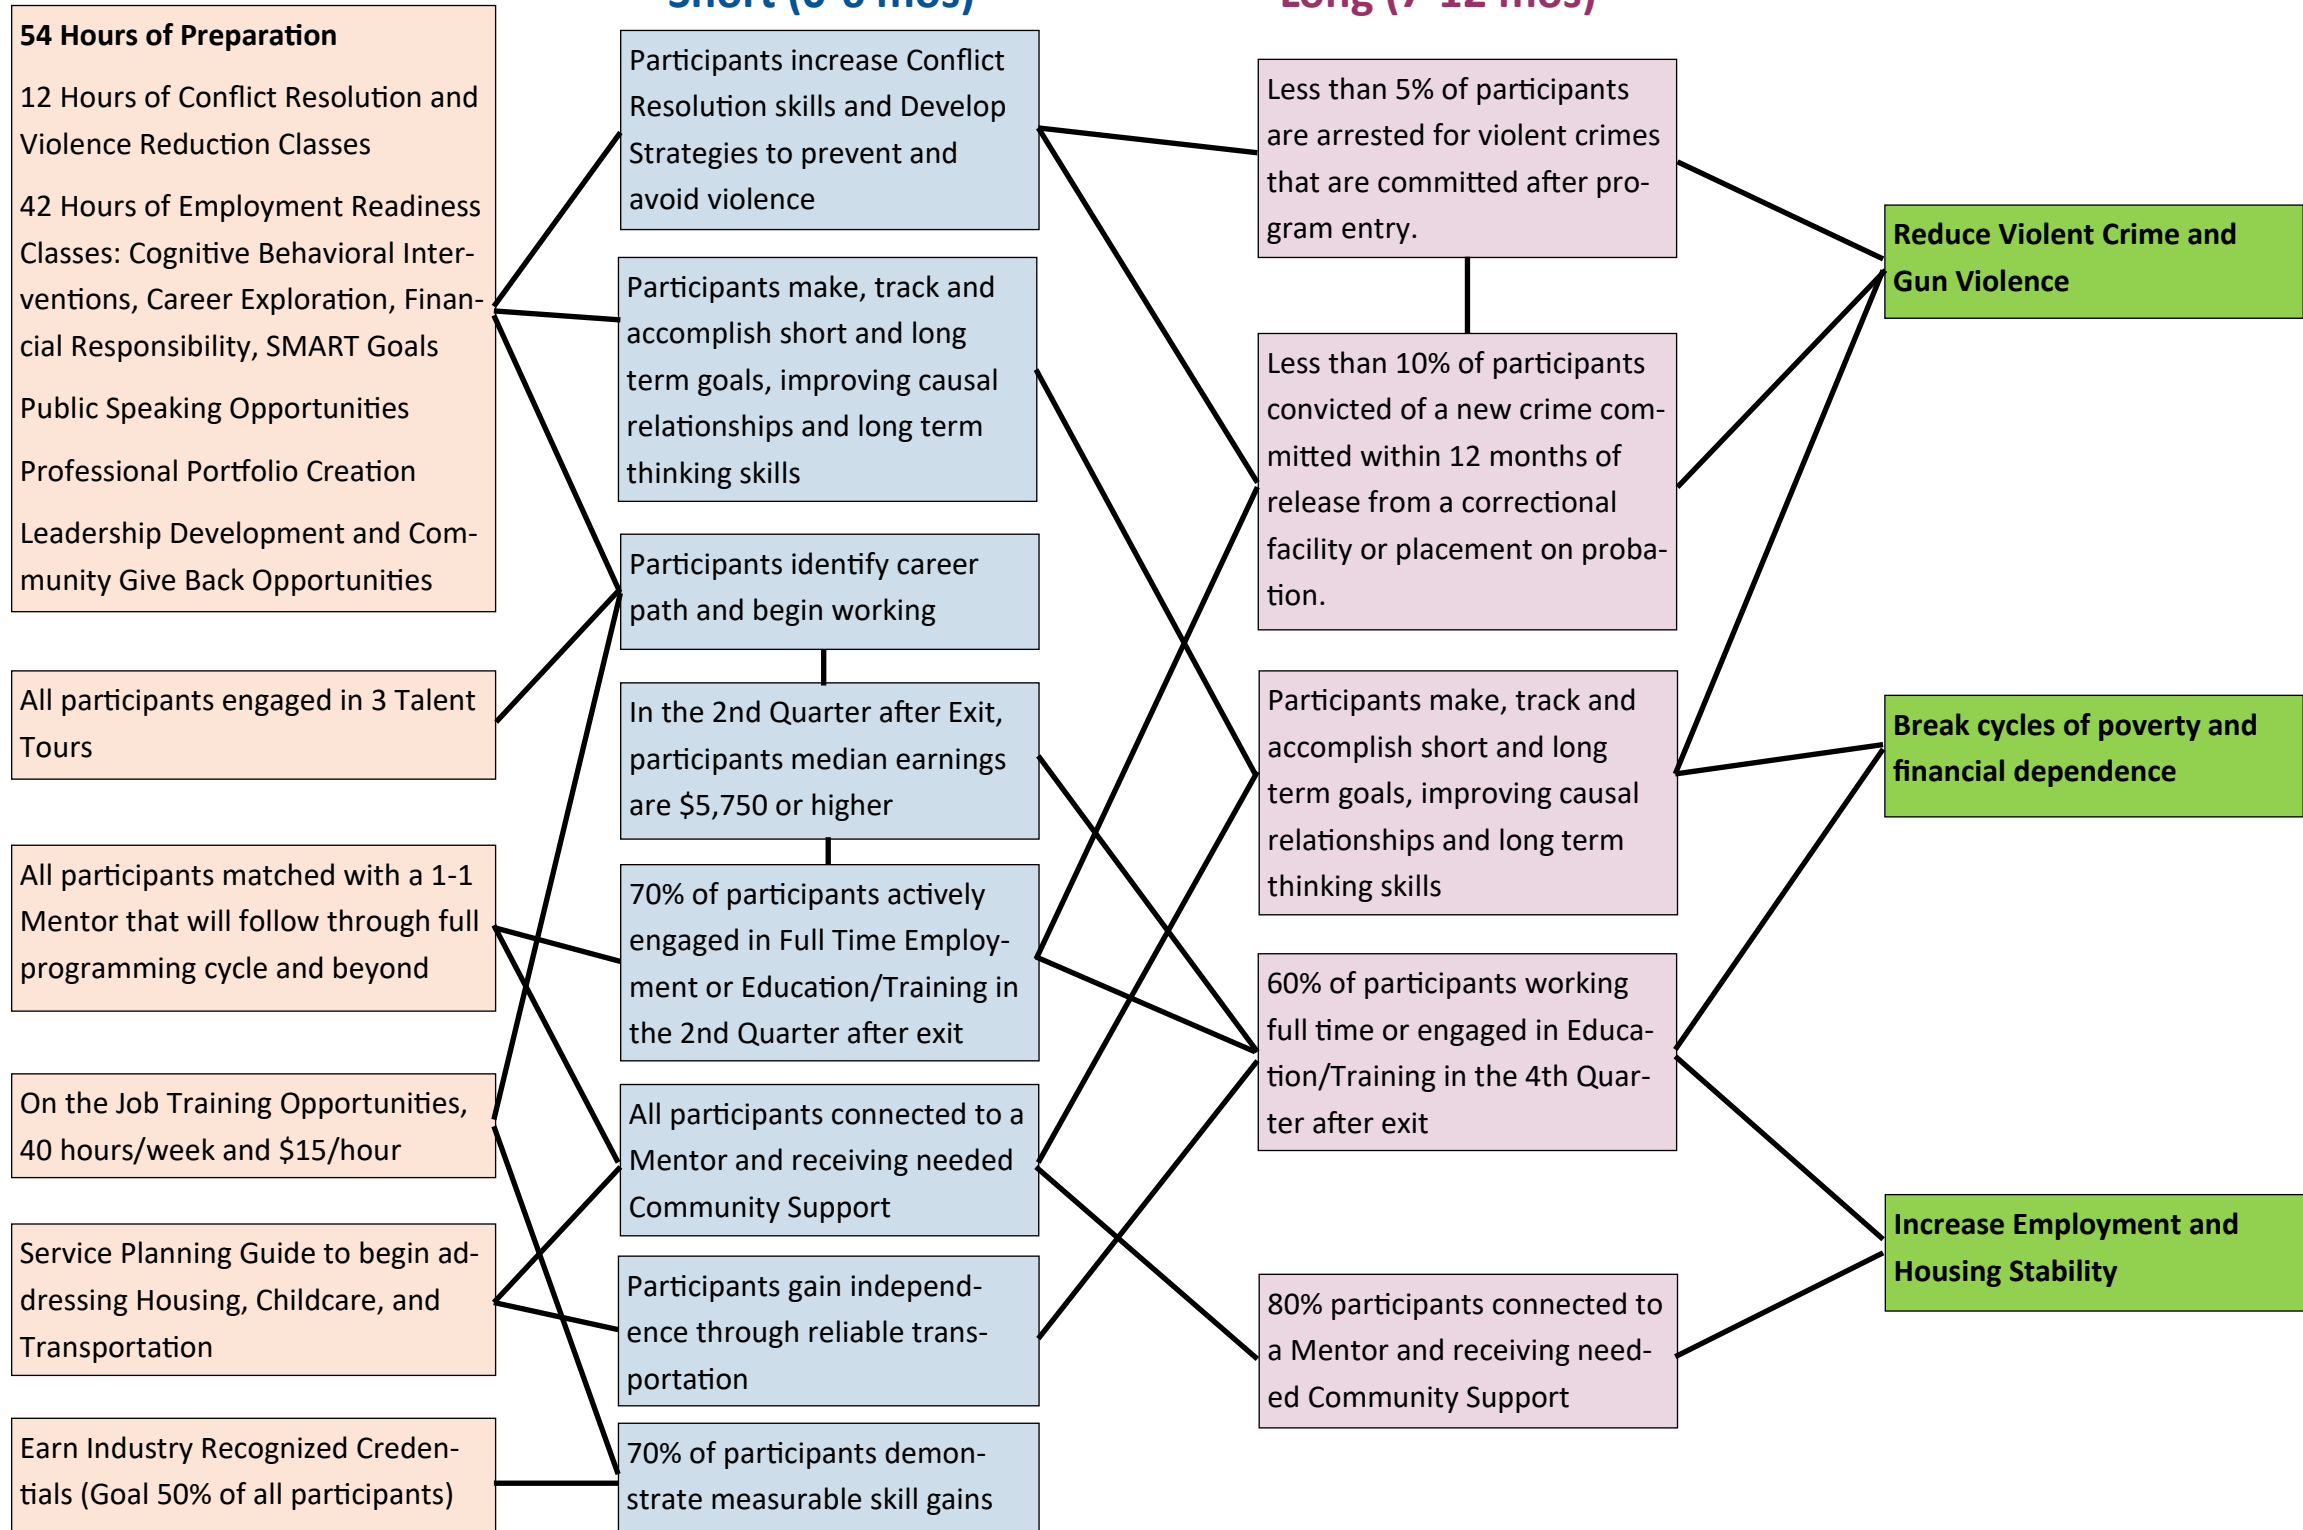 Short (0-6 mos)
Long (7-12 mos)
54 Hours of Preparation
12 Hours of Conflict Resolution and
Violence Reduction Classes
42 Hours of Employment Readiness
Classes: Cognitive Behavioral Inter-
ventions, Career Exploration, Finan-
cial Responsibility, SMART Goals
Public Speaking Opportunities
Professional Portfolio Creation
Leadership Development and Com-
munity Give Back Opportunities
All participants engaged in 3 Talent
Tours
All participants matched with a 1-1
Mentor that will follow through full
programming cycle and beyond
On the Job Training Opportunities,
40 hours/week and $15/hour
Service Planning Guide to begin ad-
dressing Housing, Childcare, and
Transportation
Earn Industry Recognized Creden-
tials (Goal 50% of all participants)
Participants increase Conflict
Resolution skills and Develop
Strategies to prevent and
avoid violence
Participants make, track and
accomplish short and long
term goals, improving causal
relationships and long term
thinking skills
Participants identify career
path and begin working
In the 2nd Quarter after Exit,
participants median earnings
are $5,750 or higher
70% of participants actively
engaged in Full Time Employ-
ment or Education/Training in
the 2nd Quarter after exit
All participants connected to a
Mentor and receiving needed
Community Support
Participants gain independ-
ence through reliable trans-
portation
70% of participants demon-
strate measurable skill gains
Less than 5% of participants
are arrested for violent crimes
that are committed after pro-
gram entry.
Less than 10% of participants
convicted of a new crime com-
mitted within 12 months of
release from a correctional
facility or placement on proba-
tion.
Participants make, track and
accomplish short and long
term goals, improving causal
relationships and long term
thinking skills
60% of participants working
full time or engaged in Educa-
tion/Training in the 4th Quar-
ter after exit
80% participants connected to
a Mentor and receiving need-
ed Community Support
Reduce Violent Crime and
Gun Violence
Break cycles of poverty and
financial dependence
Increase Employment and
Housing Stability